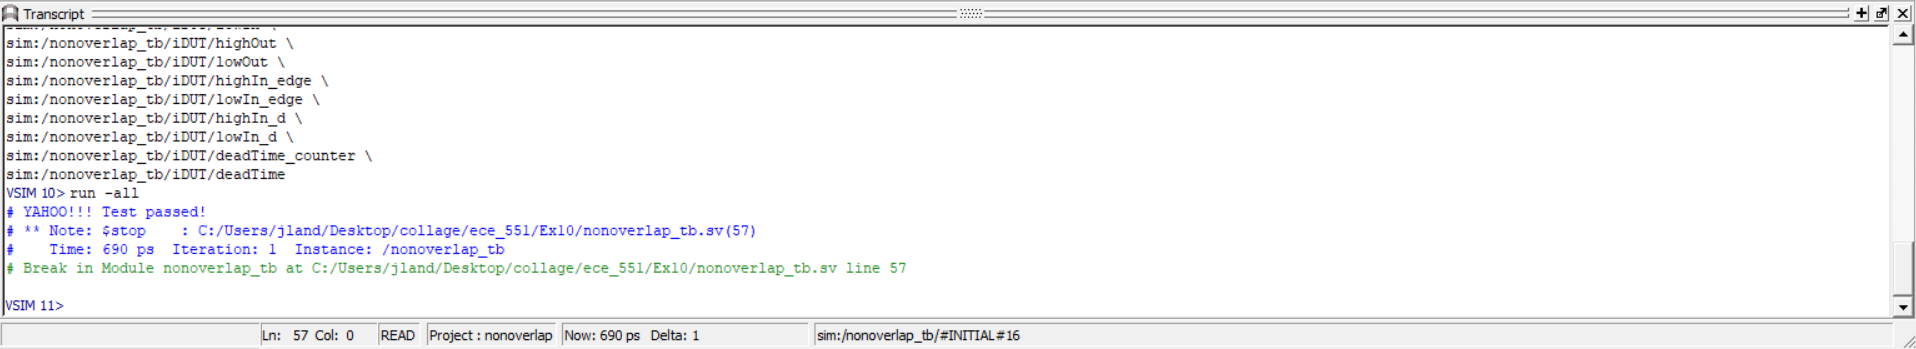 Transcript
sim:/nonoverlap_tb/iDUT/highOut \
sim:/nonoverlap_tb/iDUT/lowOut \
sim:/nonoverlap_tb/iDUT/highIn_edge \
sim:/nonoverlap_tb/iDUT/lowIn_edge \
sim:/nonoverlap_tb/iDUT/highIn_d \
sim:/nonoverlap_tb/iDUT/lowIn_d \
sim:/nonoverlap_tb/iDUT/deadTime_counter \
sim:/nonoverlap_tb/iDUT/deadTime
VSIM 10> run -all
# YAHOO!!! Test passed!
# ** Note: $stop    : C:/Users/jland/Desktop/collage/ece_551/Ex10/nonoverlap_tb.sv(57)
#    Time: 690 ps  Iteration: 1  Instance: /nonoverlap_tb
# Break in Module nonoverlap_tb at C:/Users/jland/Desktop/collage/ece_551/Ex10/nonoverlap_tb.sv line 57
VSIM 11>
Ln: 57 Col: 0 READ Project : nonoverlap Now: 690 ps Delta: 1 sim:/nonoverlap_tb/#INITIAL#16